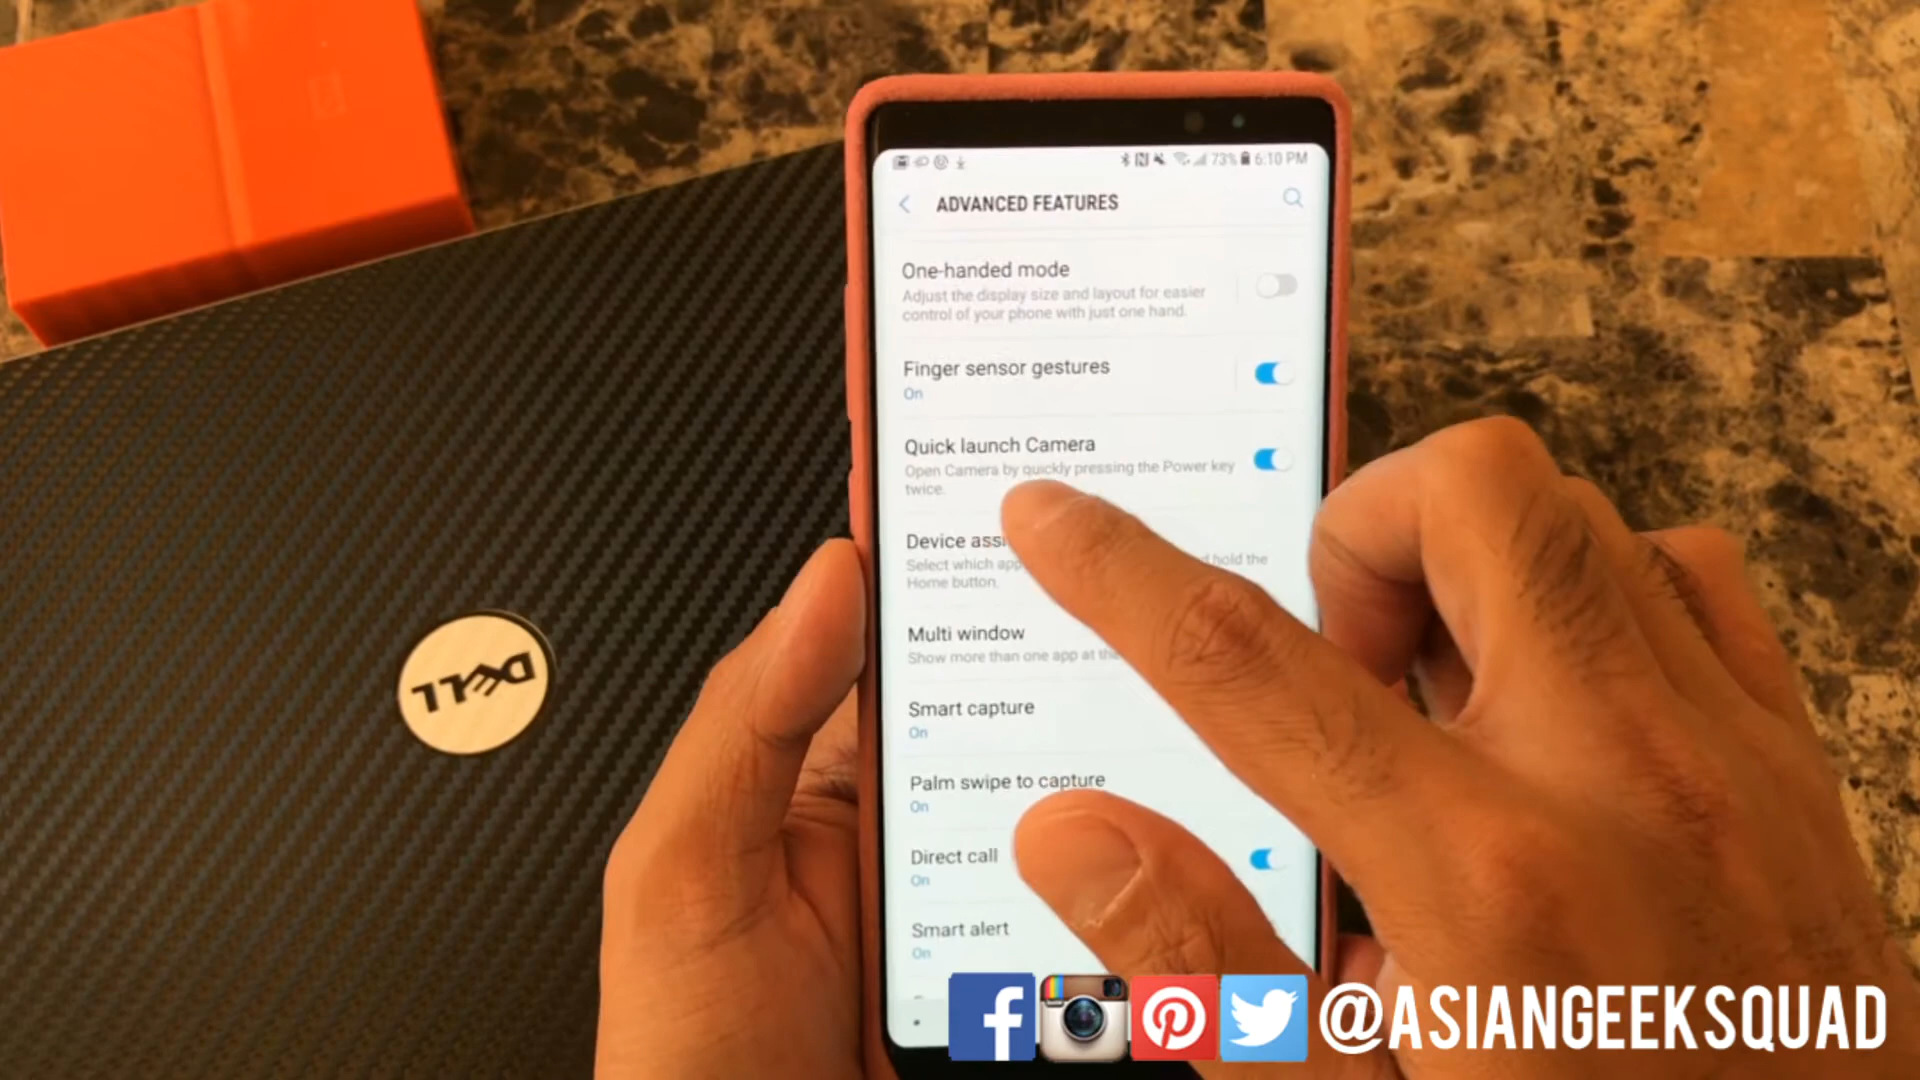 73% 6:10 PM
ADVANCED FEATURES
One-handed mode
Adjust the display size and layout for easier
control of your phone with just one hand.
Finger sensor gestures
On
Quick launch Camera
Open Camera by quickly pressing the Power key
twice.
Device
Select which app hold the
Home button.
Multi window
Show more than one app at the
Smart capture
On
Palm swipe to capture
On
Direct call
On
Smart alert
On
DELL
@ASIANGEEKSQUAD